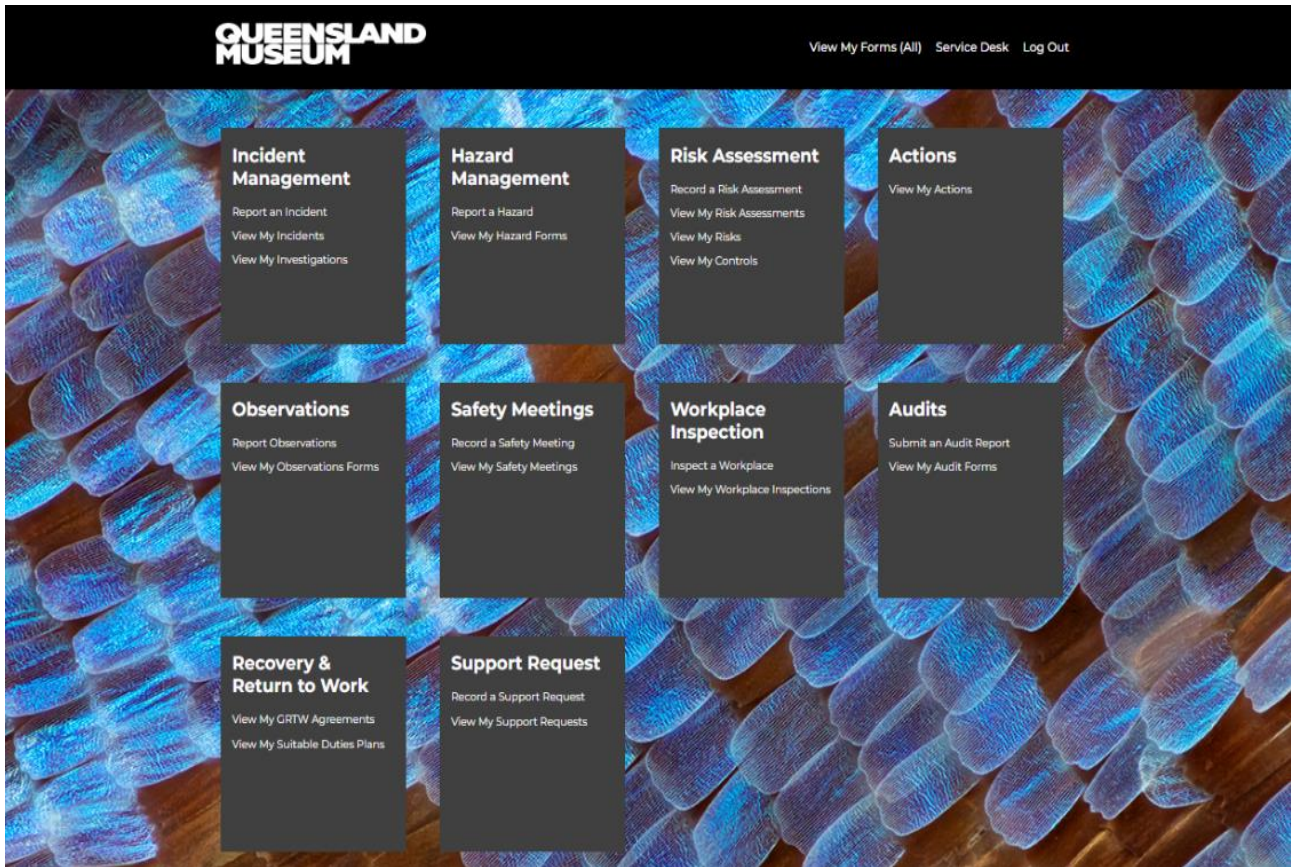 QUEENSLAND
MUSEUM
View My Forms (All) Service Desk Log Out
Incident
Management
Report an Incident
View My Incidents
View My Investigations
Hazard
Management
Report a Hazard
View My Hazard Forms
Risk Assessment
Record a Risk Assessment
View My Risk Assessments
View My Risks
View My Controls
Actions
View My Actions
Observations
Report Observations
View My Observations Forms
Safety Meetings
Record a Safety Meeting
View My Safety Meetings
Workplace
Inspection
Inspect a Workplace
View My Workplace Inspections
Audits
Submit an Audit Report
View My Audit Forms
Recovery &
Return to Work
View My GRTW Agreements
View My Suitable Duties Plans
Support Request
Record a Support Request
View My Support Requests